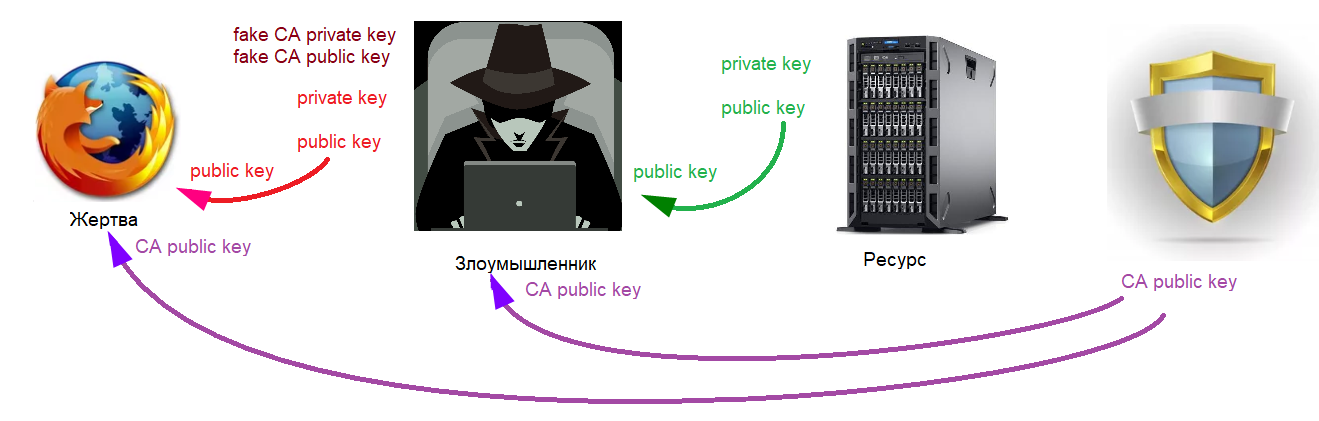 fake CA private key
fake CA public key
private key
public key
public key
Жертва
CA public key
Злоумышленник
CA public key
private key
public key
public key
Ресурс
CA public key